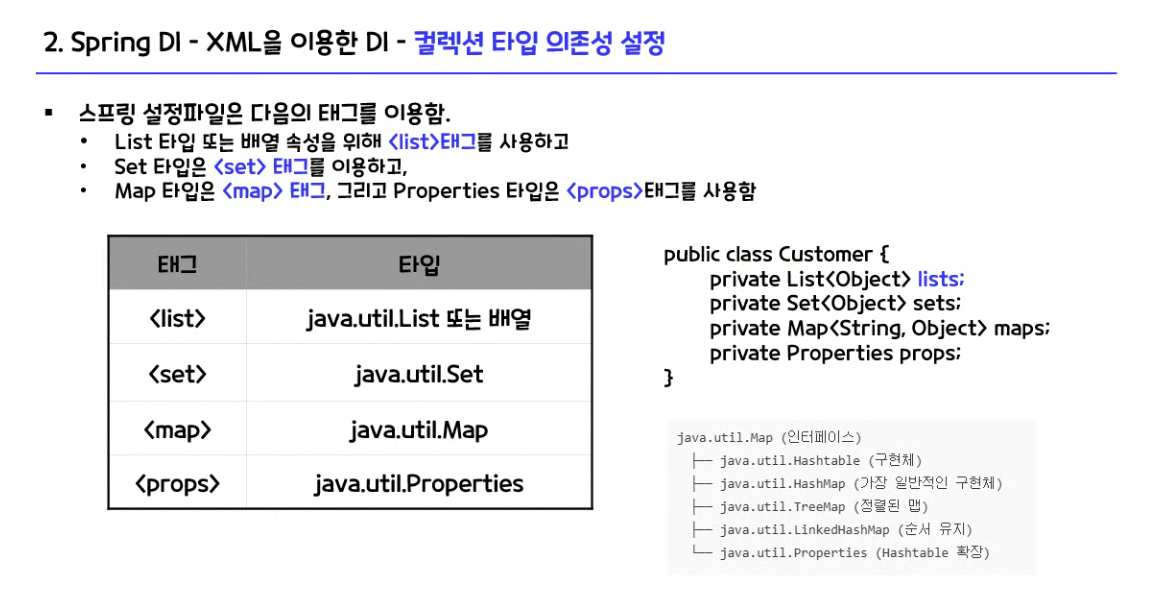 2. Spring DI - XML을 이용한 DI - 컬렉션 타입 의존성 설정
▪ 스프링 설정파일은 다음의 태그를 이용함.
• List 타입 또는 배열 속성을 위해 <list>태그를 사용하고
• Set 타입은 <set> 태그를 이용하고,
• Map 타입은 <map> 태그, 그리고 Properties 타입은 <props>태그를 사용함
태그 타입
<list> java.util.List 또는 배열
<set> java.util.Set
<map> java.util.Map
<props> java.util.Properties
public class Customer {
private List<Object> lists;
private Set<Object> sets;
private Map<String, Object> maps;
private Properties props;
}
java.util.Map (인터페이스)
├── java.util.Hashtable (구현체)
├── java.util.HashMap (가장 일반적인 구현체)
├── java.util.TreeMap (정렬된 맵)
├── java.util.LinkedHashMap (순서 유지)
└── java.util.Properties (Hashtable 확장)